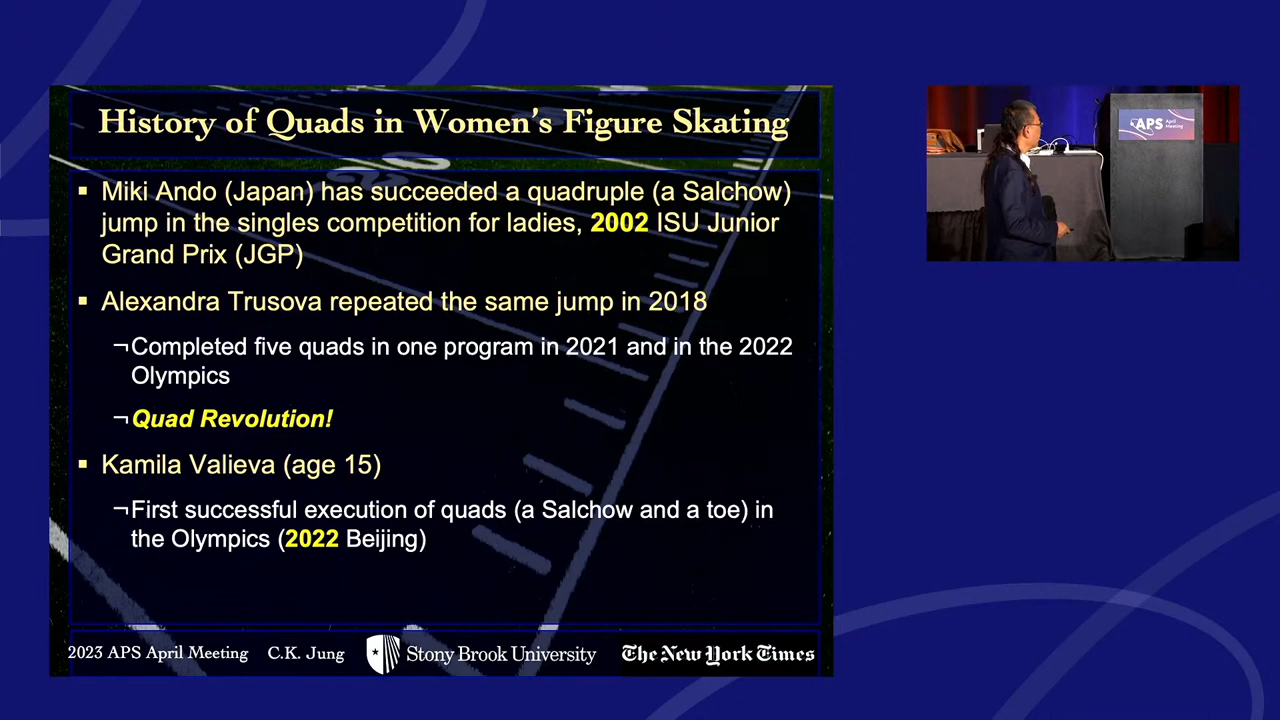 History of Quads in Women's Figure Skating
▪ Miki Ando (Japan) has succeeded a quadruple (a Salchow)
jump in the singles competition for ladies, 2002 ISU Junior
Grand Prix (JGP)
▪ Alexandra Trusova repeated the same jump in 2018
¬Completed five quads in one program in 2021 and in the 2022
Olympics
¬Quad Revolution!
▪ Kamila Valieva (age 15)
¬First successful execution of quads (a Salchow and a toe) in
the Olympics (2022 Beijing)
2023 APS April Meeting C.K. Jung Stony Brook University The New York Times
APS April
Meeting